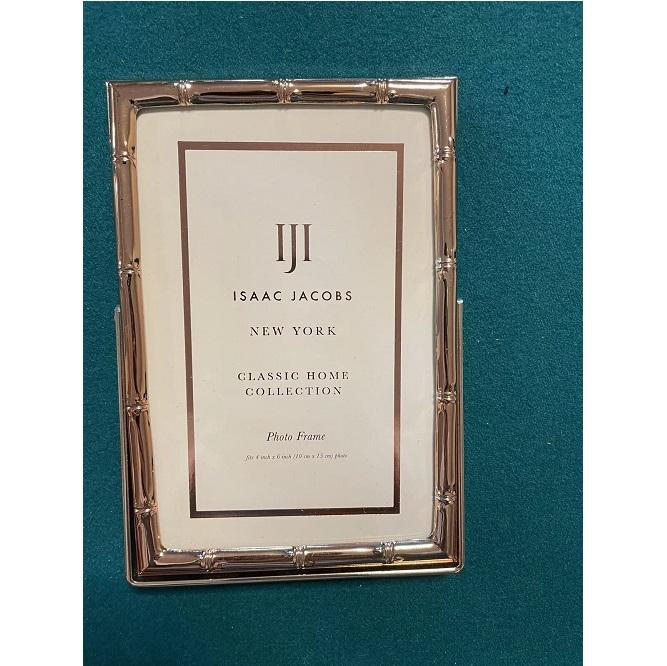 IJI
ISAAC JACOBS
NEW YORK
CLASSIC HOME
COLLECTION
Photo Frame
fits 4 inch x 6 inch (10 cm x 15 cm) photo